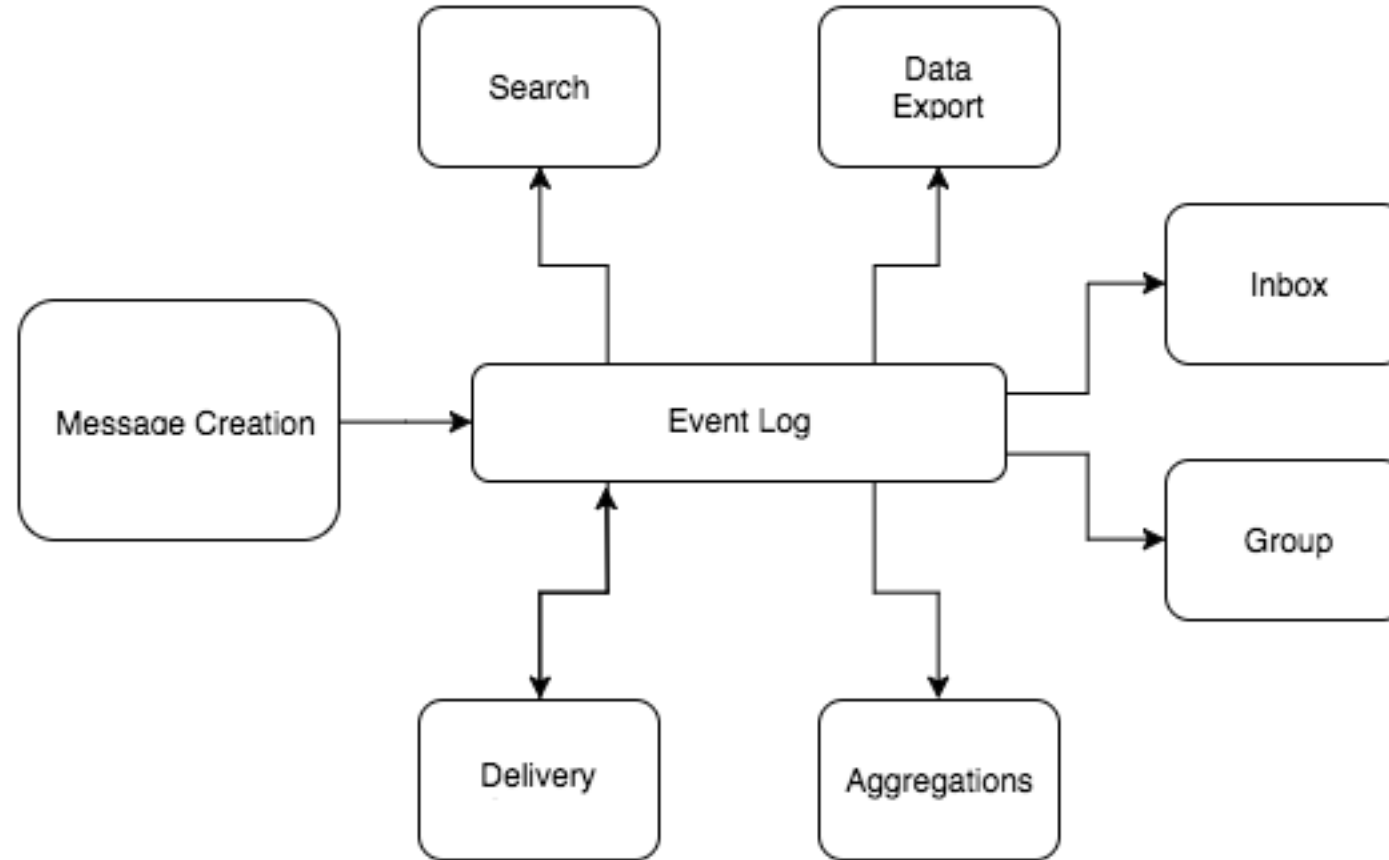 Search
Data
Export
Inbox
Message Creation
Event Log
Group
Delivery
Aggregations